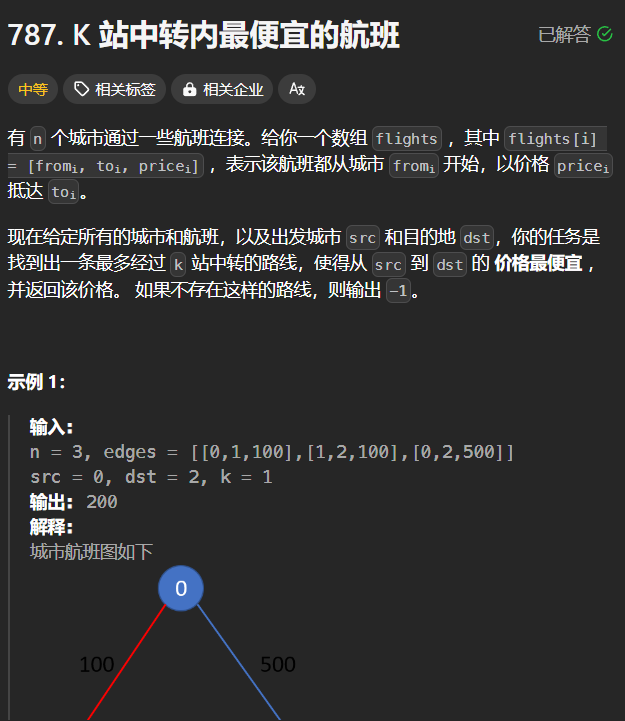 787. K 站中转内最便宜的航班
已解答
中等 相关标签 相关企业 Aа
有 n 个城市通过一些航班连接。给你一个数组 flights ，其中 flights[i]
= [fromi, toi, pricei] ，表示该航班都从城市 fromi 开始，以价格 pricei
抵达 toi。
现在给定所有的城市和航班，以及出发城市 src 和目的地 dst，你的任务是
找到出一条最多经过 k 站中转的路线，使得从 src 到 dst 的 价格最便宜 ，
并返回该价格。 如果不存在这样的路线，则输出 -1。
示例 1：
输入：
n = 3, edges = [[0,1,100],[1,2,100],[0,2,500]]
src = 0, dst = 2, k = 1
输出： 200
解释：
城市航班图如下
0
100
500